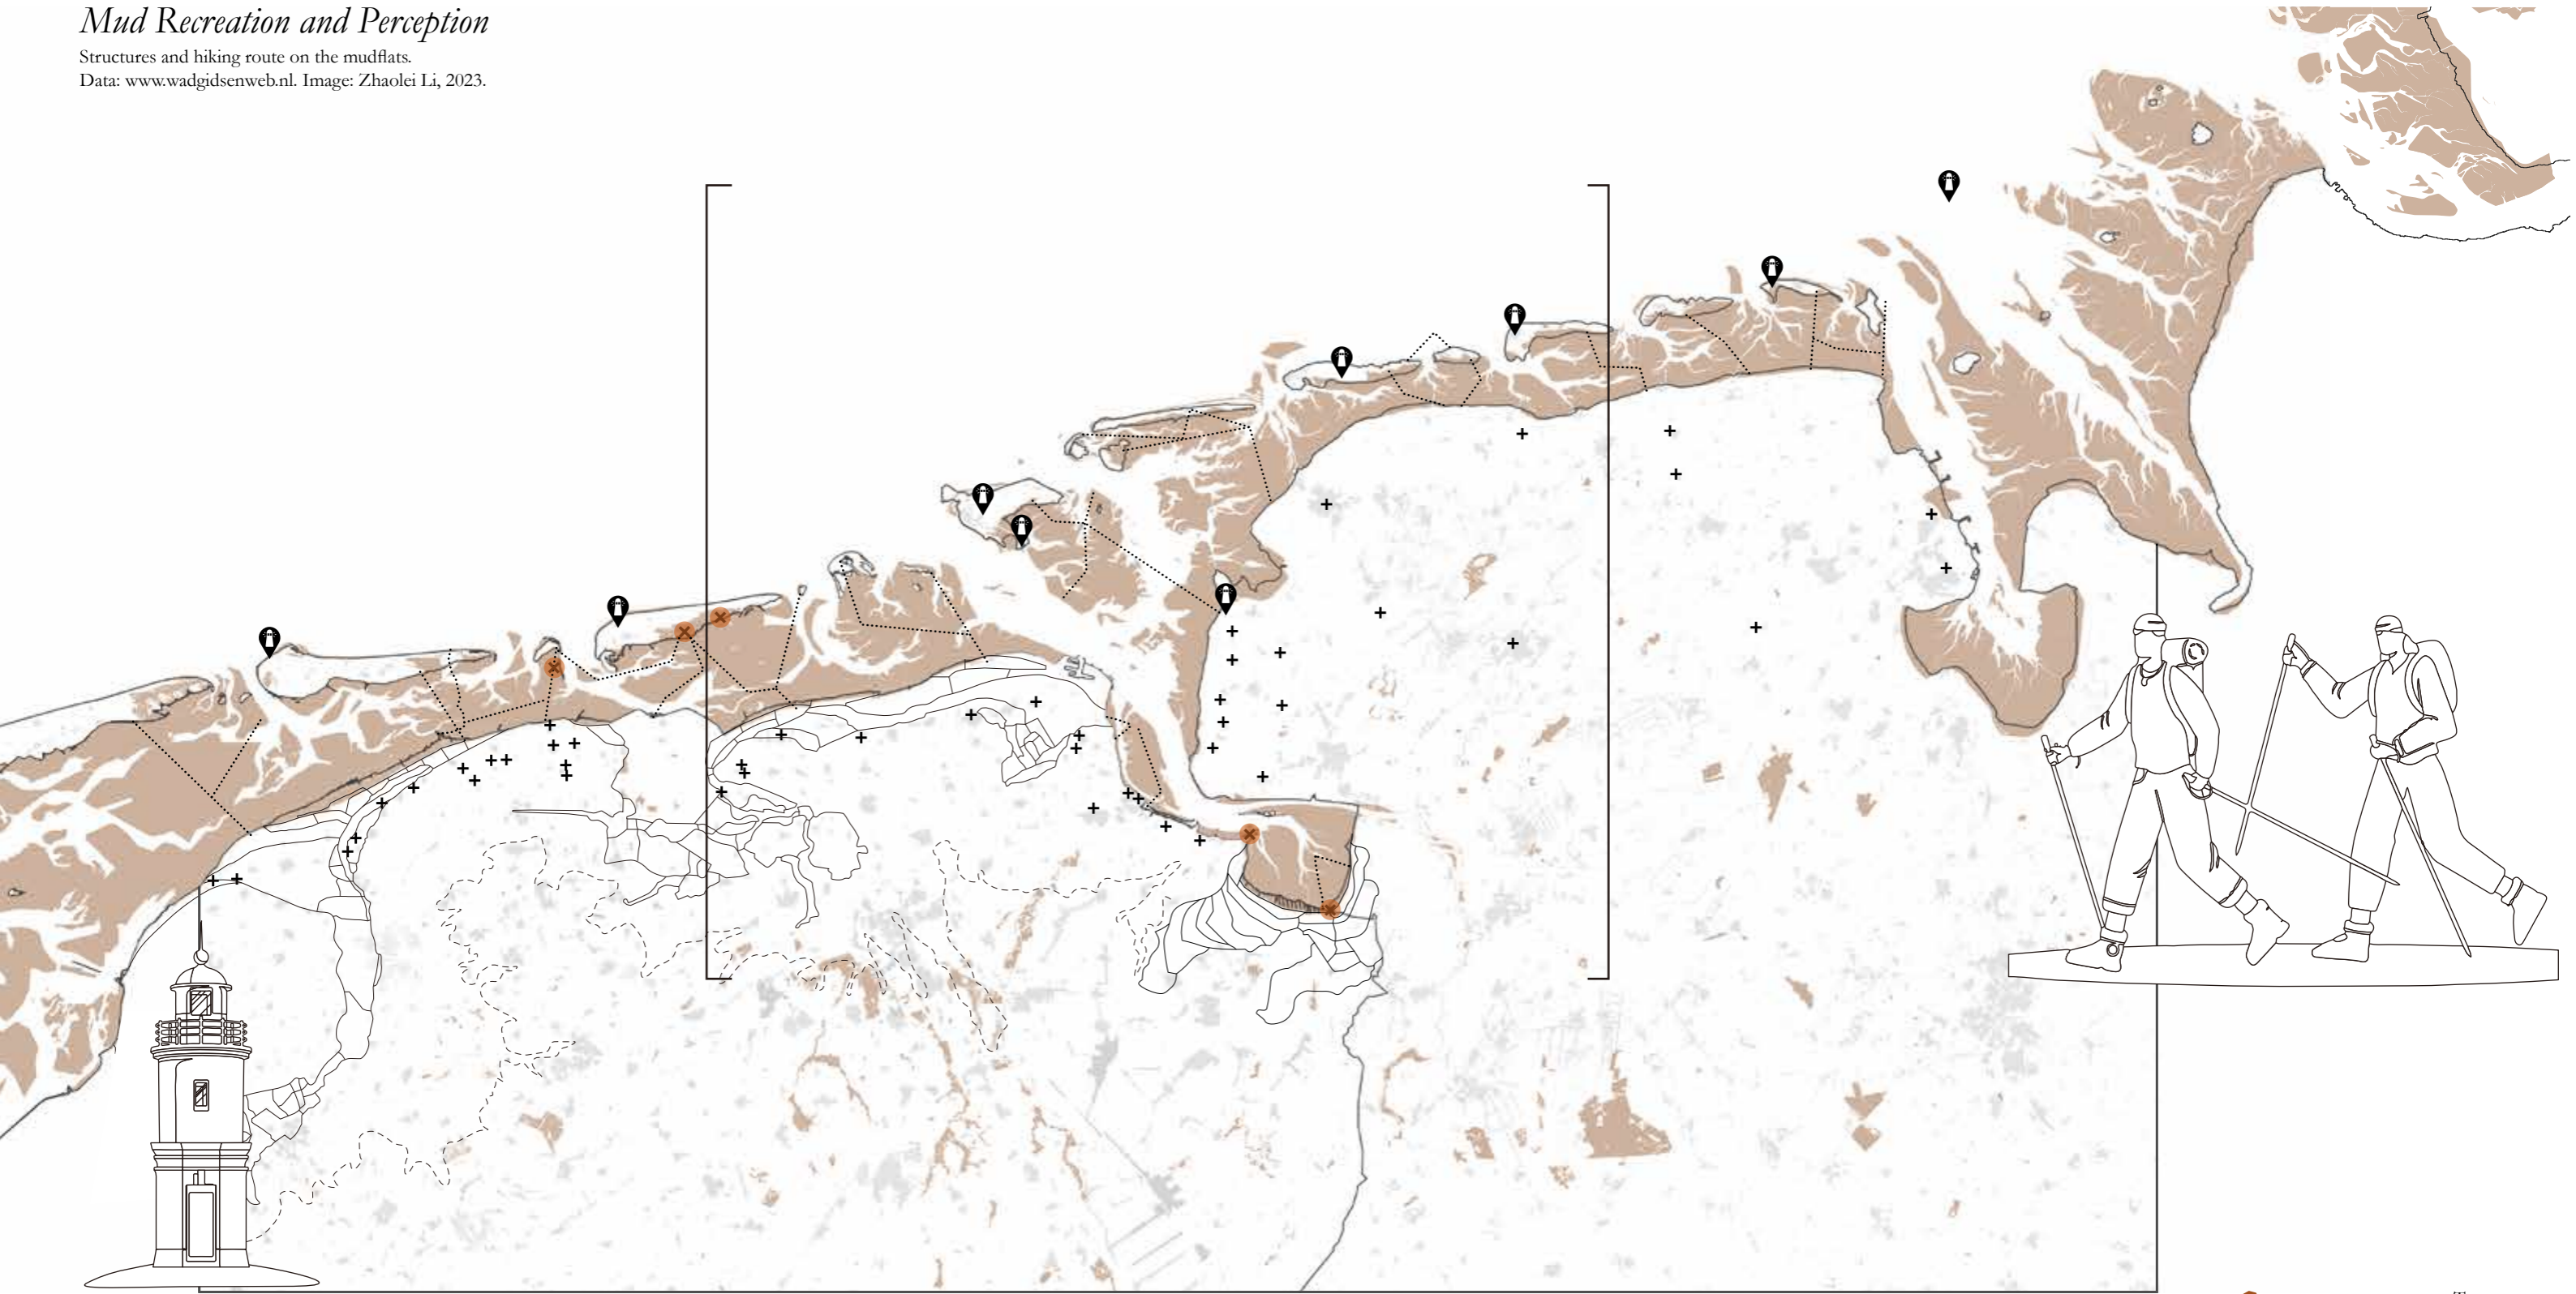 Mud Recreation and Perception
Structures and hiking route on the mudflats.
Data: www.wadgidsenweb.nl. Image: Zhaolei Li, 2023.